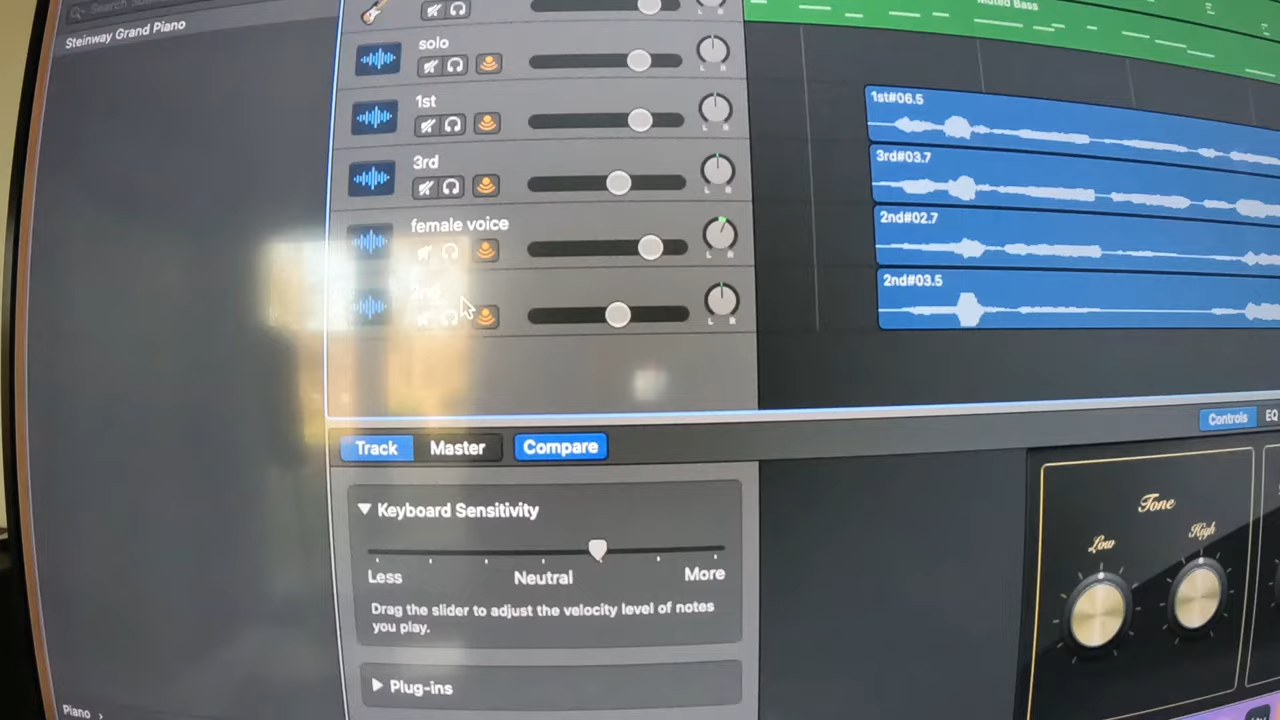 Steinway Grand Piano
Muted Bass
solo
L R
1st
L R
1st#06.5
3rd
L R
3rd#03.7
female voice
L R
2nd#02.7
L R
2nd#03.5
Track Master Compare
Controls EQ
Keyboard Sensitivity
Less Neutral More
Drag the slider to adjust the velocity level of notes
you play.
Tone
Low High
Plug-ins
Piano